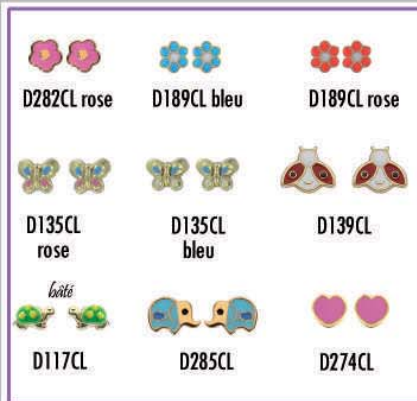 D282CL rose
D189CL bleu
D189CL rose
D135CL
rose
D135CL
bleu
D139CL
bâté
D117CL
D285CL
D274CL